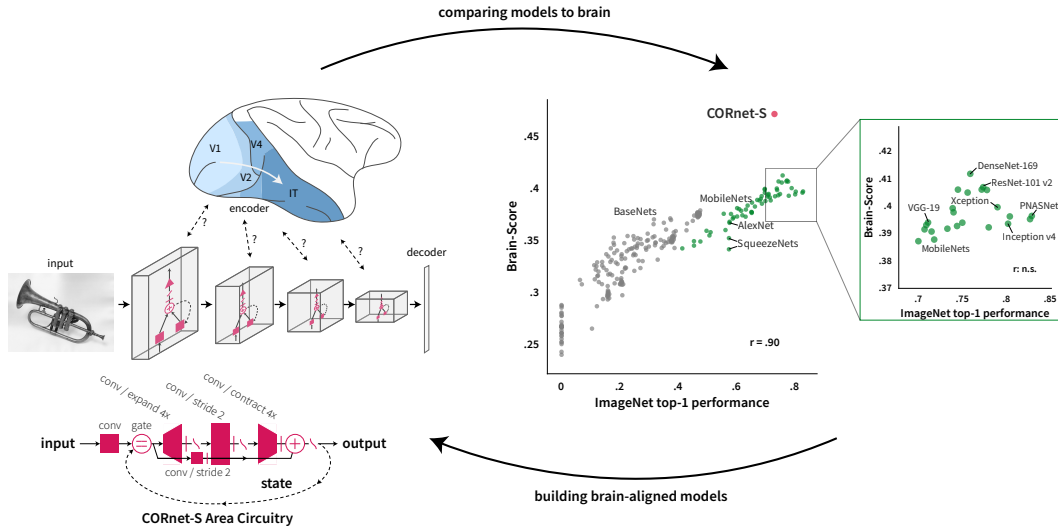 comparing models to brain
V1
V4
V2
IT
encoder
?
?
?
?
decoder
input
conv / expand 4x
conv / stride 2
conv / contract 4x
conv
gate
input
output
conv / stride 2
state
CORnet-S Area Circuitry
Brain-Score
.45
.4
.35
.3
.25
CORnet-S
MobileNets
BaseNets
AlexNet
SqueezeNets
r = .90
0
.2
.4
.6
.8
ImageNet top-1 performance
Brain-Score
.42
.41
.4
.39
.38
.37
DenseNet-169
ResNet-101 v2
Xception
PNASNet
VGG-19
Inception v4
MobileNets
r: n.s.
.7
.75
.8
.85
ImageNet top-1 performance
building brain-aligned models